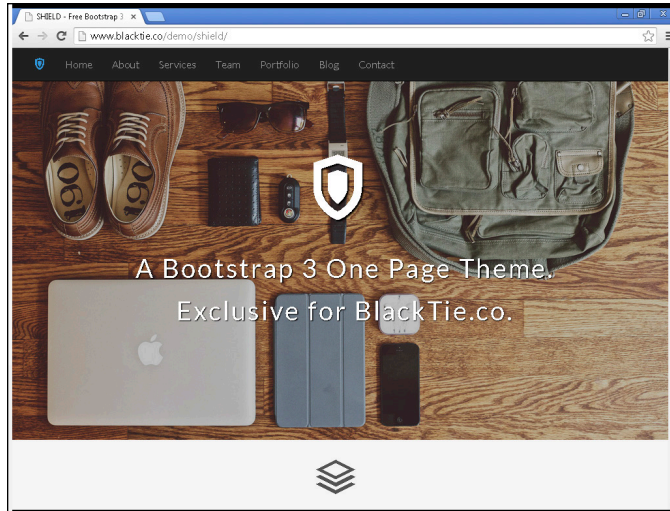 SHIELD - Free Bootstrap 3
www.blacktie.co/demo/shield/
Home About Services Team Portfolio Blog Contact
190 190
A Bootstrap 3 One Page Theme.
Exclusive for BlackTie.co.